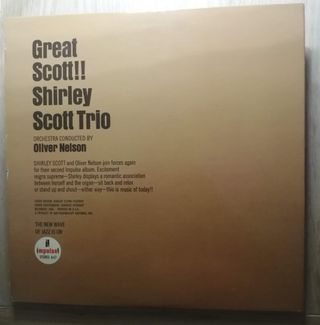 Great
Scott!!
Shirley
Scott Trio
ORCHESTRA CONDUCTED BY
Oliver Nelson
SHIRLEY SCOTT and Oliver Nelson join forces again
for their second Impulse album. Excitement
reigns supreme—Shirley displays a romantic association
between herself and the organ—sit back and relax
or stand up and shout—either way—this is music of today!!
THE NEW WAVE
OF JAZZ IS ON
impulse!
STEREO